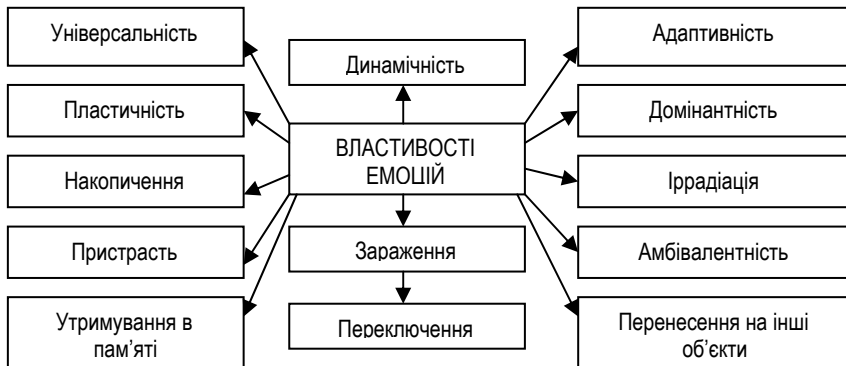 Універсальність
Динамічність
Адаптивність
Пластичність
Домінантність
ВЛАСТИВОСТІ
ЕМОШІЙ
Накопичення
Іррадіація
Пристрасть
Зараження
Амбівалентність
Утримування в
пам’яті
Переключення
Перенесення на інші
об’єкти